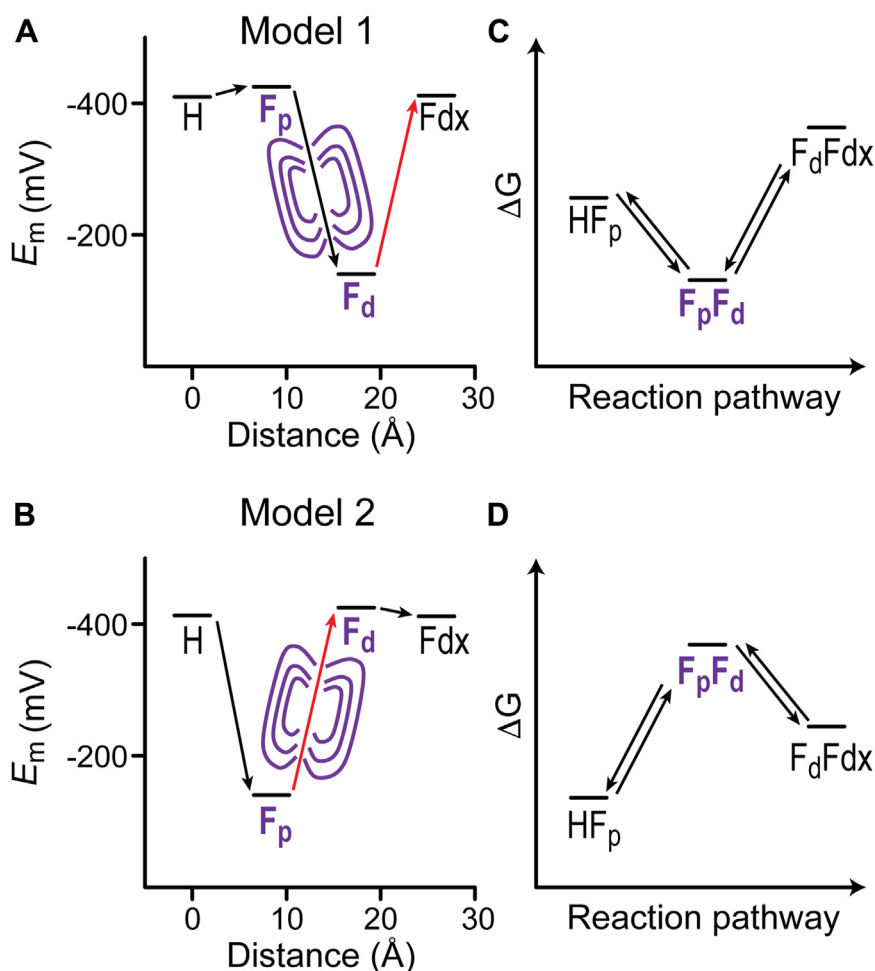 A
Model 1
-400
-200
Em (mV)
H
Fp
Fd
Fdx
0 10 20 30
Distance (Å)
C
ΔG
HFp
FpFd
FdFdx
Reaction pathway
B
Model 2
-400
-200
Em (mV)
H
Fd
Fdx
Fp
0 10 20 30
Distance (Å)
D
ΔG
FpFd
FdFdx
HFp
Reaction pathway